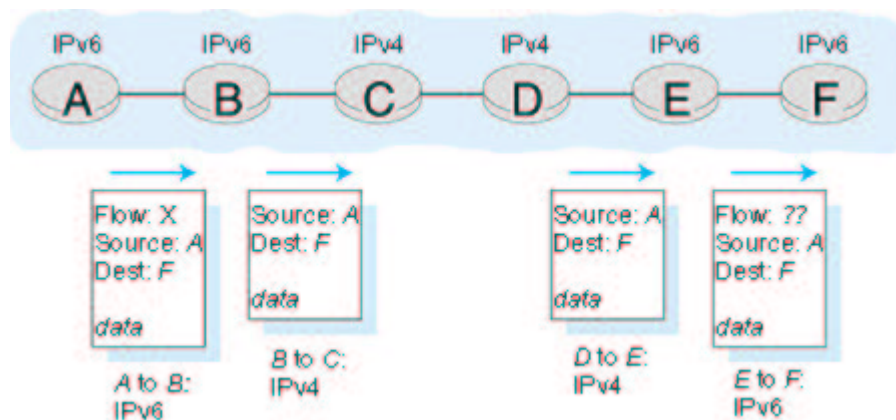 IPv6 IPv6 IPv4 IPv4 IPv6 IPv6
A B C D E F
Flow: X
Source: A
Dest: F
data
A to B:
IPv6
Source: A
Dest: F
data
B to C:
IPv4
Source: A
Dest: F
data
D to E:
IPv4
Flow: ??
Source: A
Dest: F
data
E to F:
IPv6